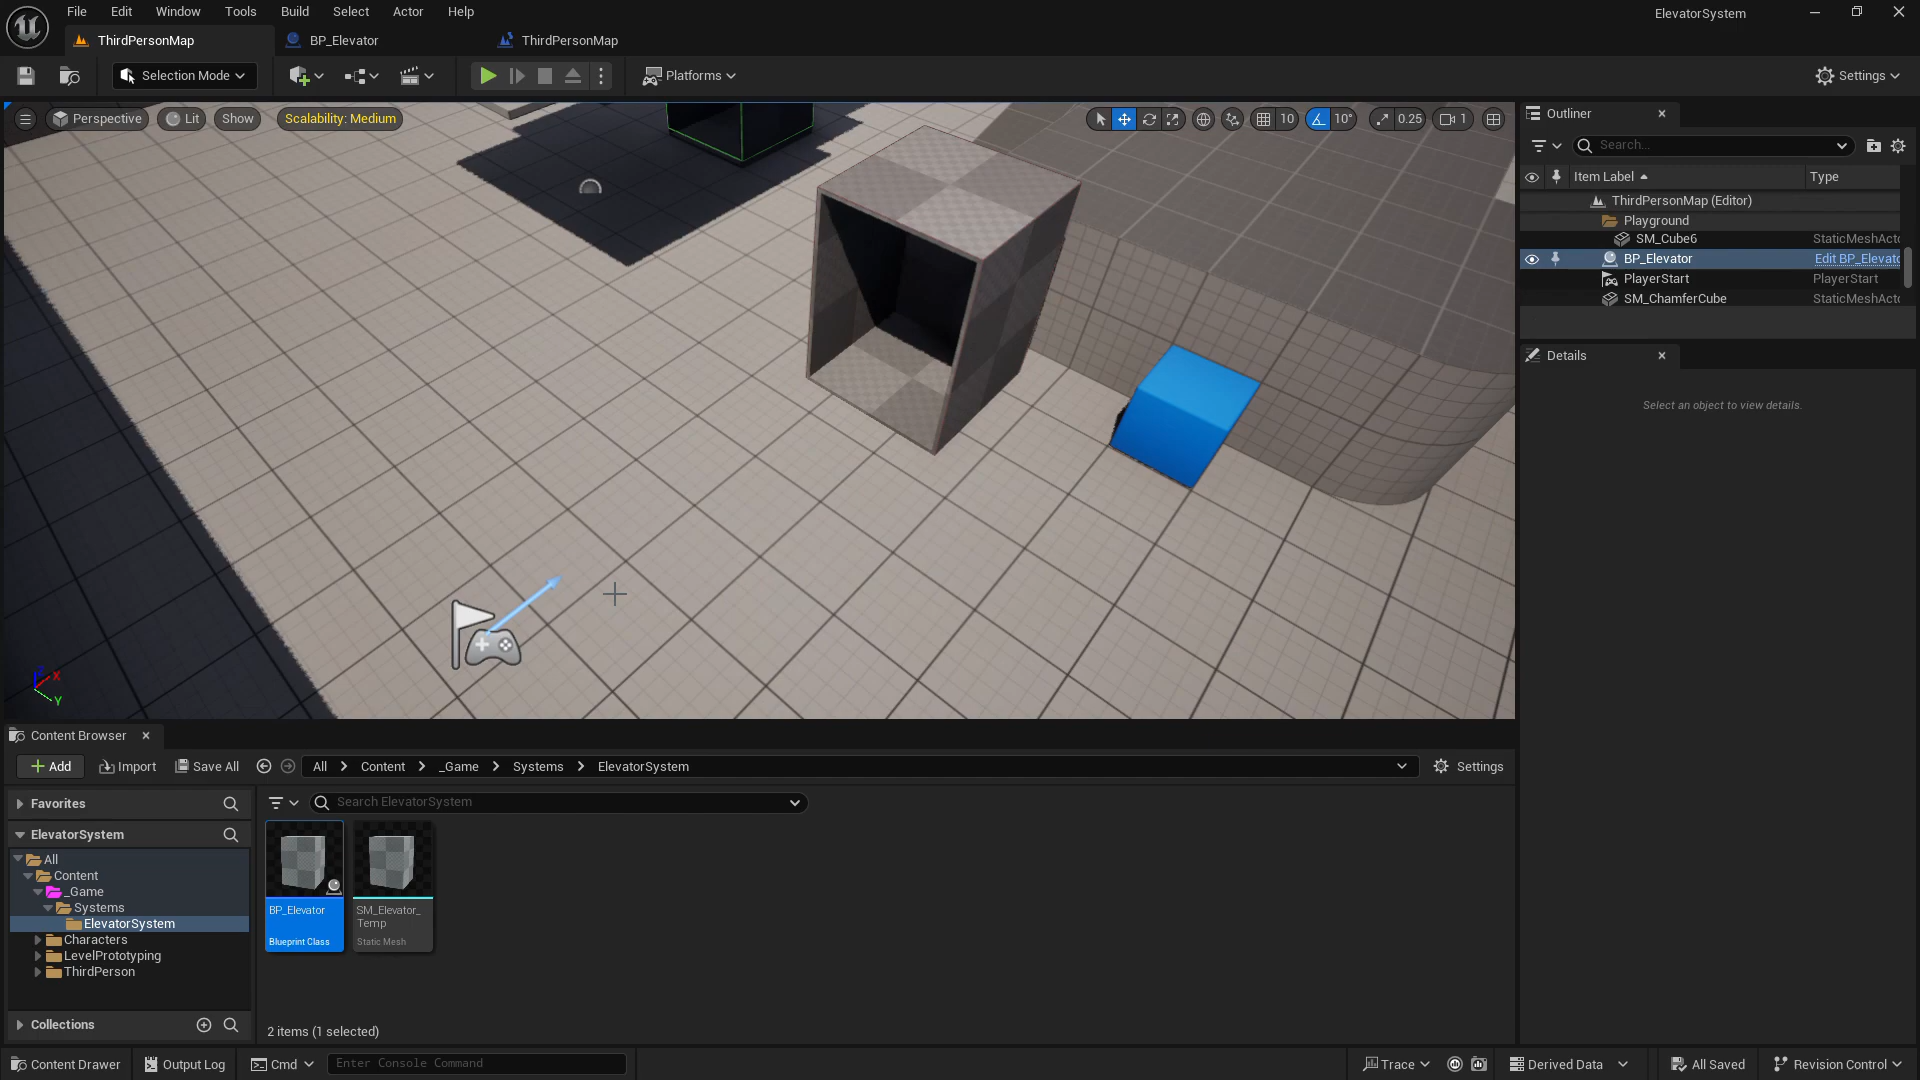 File Edit Window Tools Build Select Actor Help
ElevatorSystem
ThirdPersonMap
BP_Elevator
ThirdPersonMap
Selection Mode
Platforms
Settings
Perspective
Lit
Show
Scalability: Medium
10
10°
0.25
1
Outliner
Search...
Item Label
Type
ThirdPersonMap (Editor)
Playground
SM_Cube6 StaticMeshActo
BP_Elevator Edit BP_Elevato
PlayerStart PlayerStart
SM_ChamferCube StaticMeshActo
Details
Select an object to view details.
Z
X
Y
Content Browser
Add
Import
Save All
All
Content
_Game
Systems
ElevatorSystem
Settings
Favorites
Search ElevatorSystem
ElevatorSystem
All
Content
_Game
Systems
ElevatorSystem
Characters
LevelPrototyping
ThirdPerson
BP_Elevator
Blueprint Class
SM_Elevator_
Temp
Static Mesh
Collections
2 items (1 selected)
Content Drawer
Output Log
Cmd
Enter Console Command
Trace
Derived Data
All Saved
Revision Control